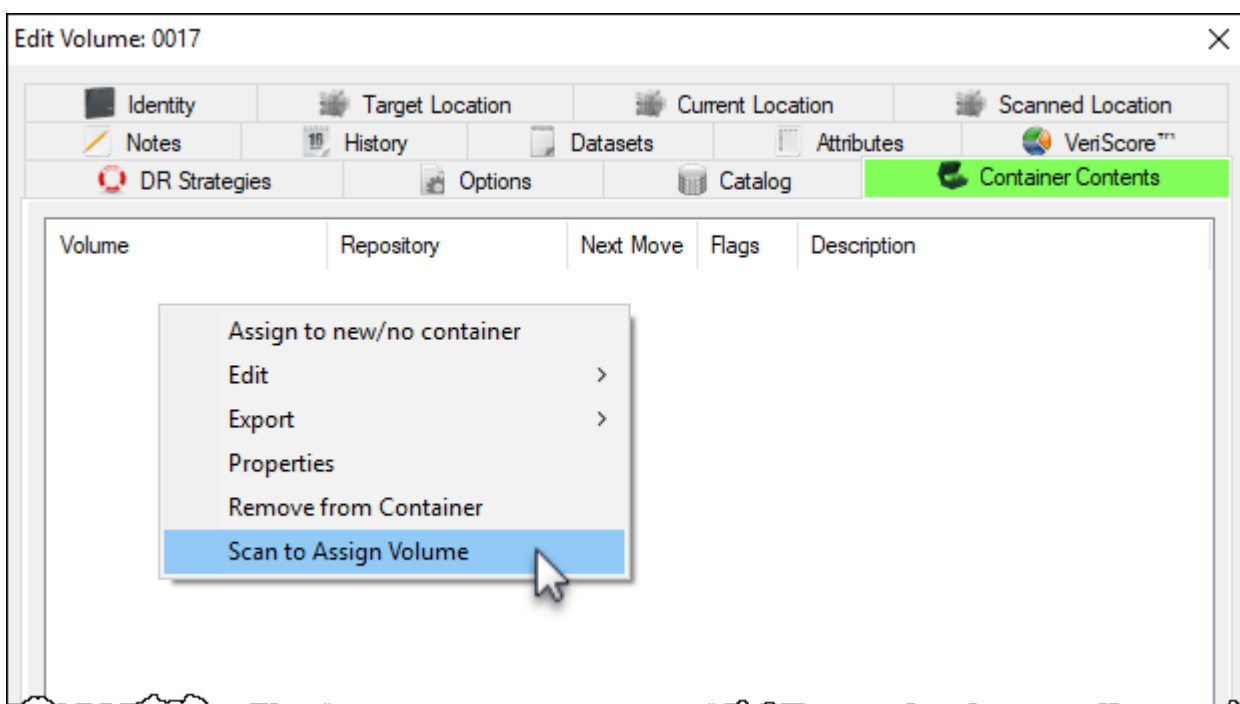 Edit Volume: 0017
Identity Target Location Current Location Scanned Location
Notes 16 History Datasets Attributes VeriScore™
DR Strategies Options Catalog Container Contents
Volume Repository Next Move Flags Description
Assign to new/no container
Edit
Export
Properties
Remove from Container
Scan to Assign Volume